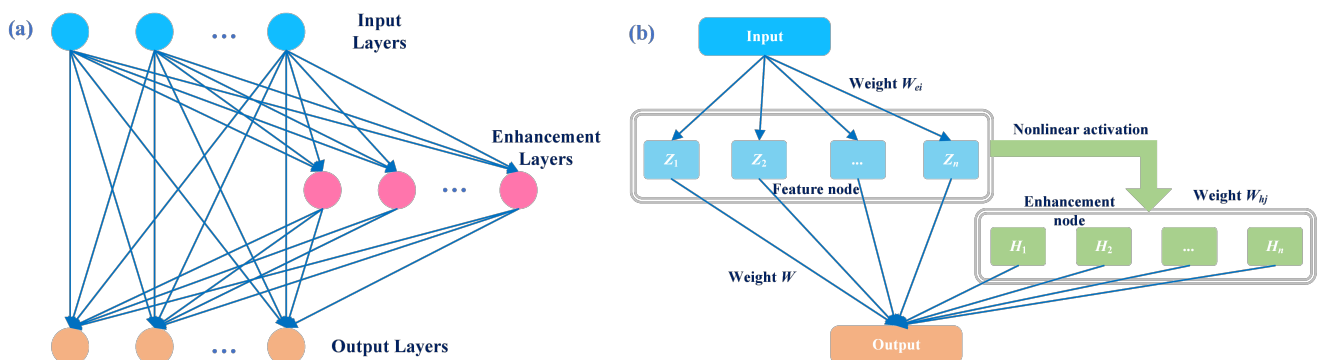 (a)
...
Input
Layers
Enhancement
Layers
...
...
Output Layers
(b)
Input
Weight Wei
Nonlinear activation
Z1
Z2
...
Zn
Feature node
Weight Whj
Enhancement
node
H1
H2
...
Hn
Weight W
Output